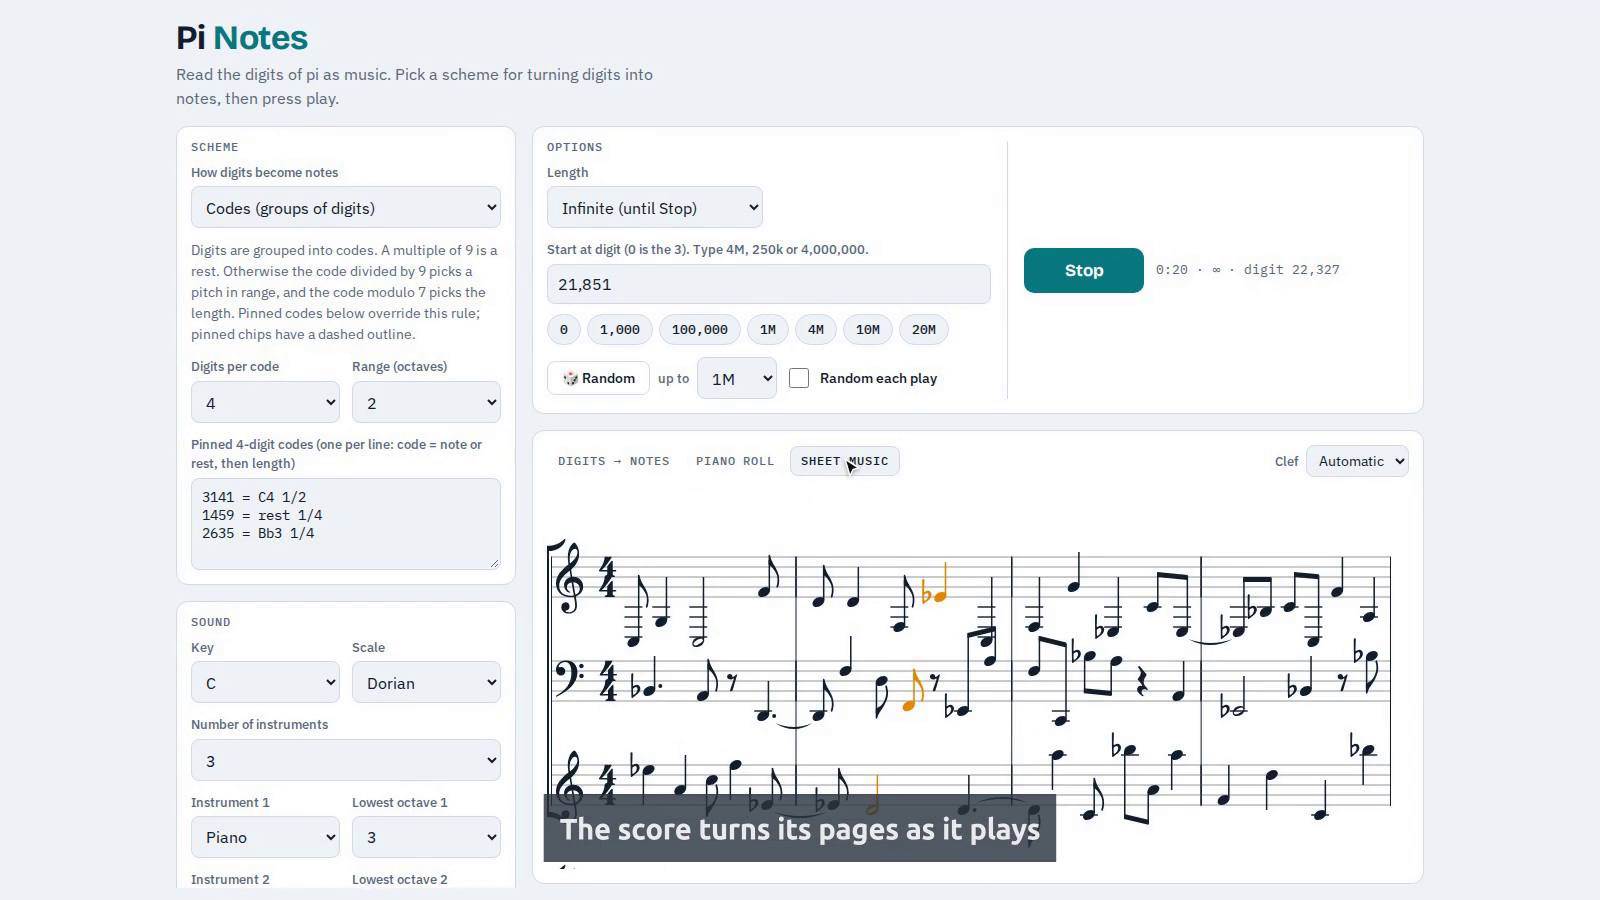 Pi Notes
Read the digits of pi as music. Pick a scheme for turning digits into
notes, then press play.
SCHEME
How digits become notes
Codes (groups of digits)
Digits are grouped into codes. A multiple of 9 is a
rest. Otherwise the code divided by 9 picks a
pitch in range, and the code modulo 7 picks the
length. Pinned codes below override this rule;
pinned chips have a dashed outline.
Digits per code
Range (octaves)
4
2
Pinned 4-digit codes (one per line: code = note or
rest, then length)
3141 = C4 1/2
1459 = rest 1/4
2635 = Bb3 1/4
SOUND
Key
Scale
C
Dorian
Number of instruments
3
Instrument 1
Lowest octave 1
Piano
3
Instrument 2
Lowest octave 2
OPTIONS
Length
Infinite (until Stop)
Start at digit (0 is the 3). Type 4M, 250k or 4,000,000.
21,851
0
1,000
100,000
1M
4M
10M
20M
🎲 Random
up to
1M
Random each play
Stop
0:20 · ∞ · digit 22,327
DIGITS → NOTES
PIANO ROLL
SHEET MUSIC
Clef
Automatic
4
4
4
4
4
4
The score turns its pages as it plays